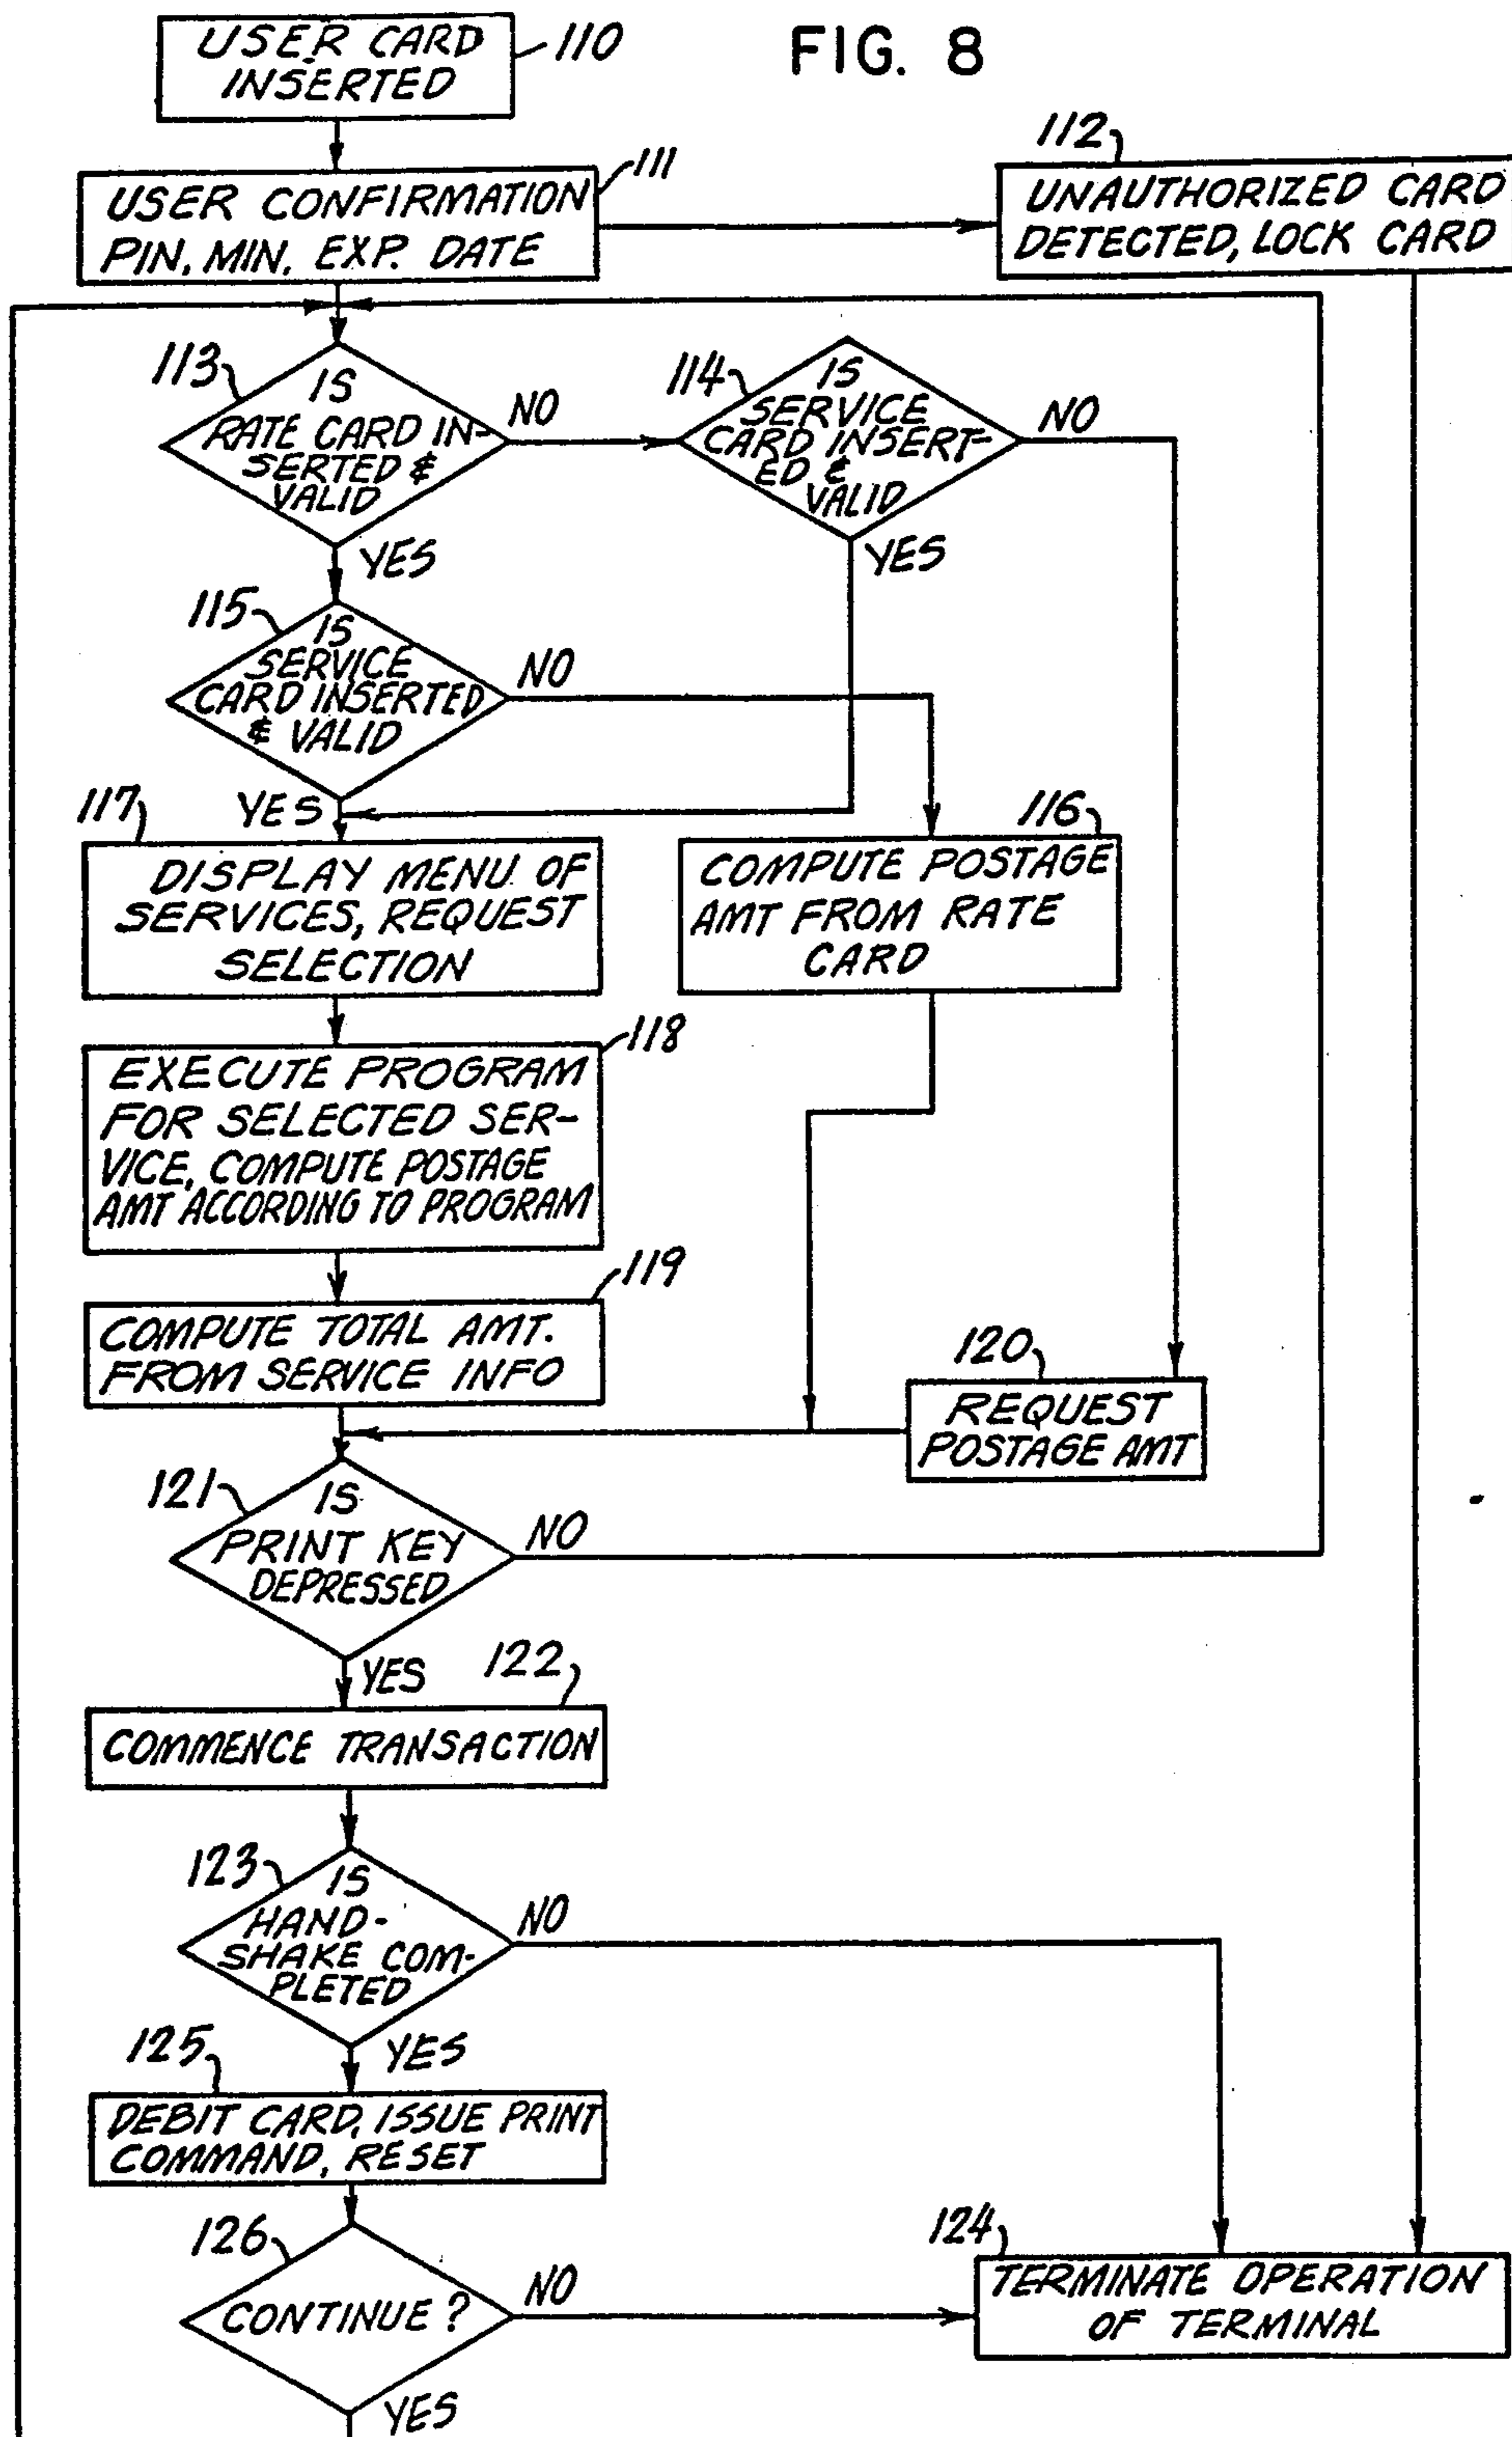 FIG. 8
USER CARD
INSERTED
110
USER CONFIRMATION
PIN, MIN. EXP. DATE
111
112
UNAUTHORIZED CARD
DETECTED, LOCK CARD
113
IS
RATE CARD IN-
SERTED &
VALID
NO
YES
114
IS
SERVICE
CARD INSERT-
ED &
VALID
NO
YES
115
IS
SERVICE
CARD INSERTED
& VALID
NO
YES
116
COMPUTE POSTAGE
AMT FROM RATE
CARD
117
DISPLAY MENU OF
SERVICES, REQUEST
SELECTION
118
EXECUTE PROGRAM
FOR SELECTED SER-
VICE, COMPUTE POSTAGE
AMT ACCORDING TO PROGRAM
119
COMPUTE TOTAL AMT.
FROM SERVICE INFO
120
REQUEST
POSTAGE AMT
121
IS
PRINT KEY
DEPRESSED
NO
YES
122
COMMENCE TRANSACTION
123
IS
HAND-
SHAKE COM-
PLETED
NO
YES
125
DEBIT CARD, ISSUE PRINT
COMMAND, RESET
126
CONTINUE?
NO
YES
124
TERMINATE OPERATION
OF TERMINAL